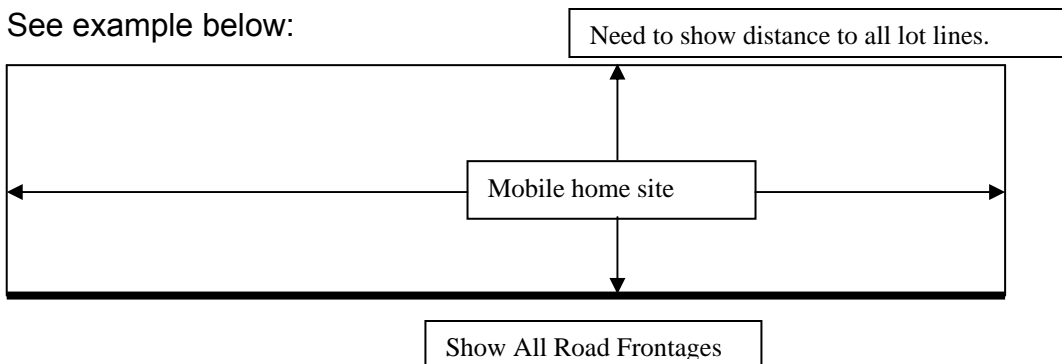 See example below:
Need to show distance to all lot lines.
Mobile home site
Show All Road Frontages